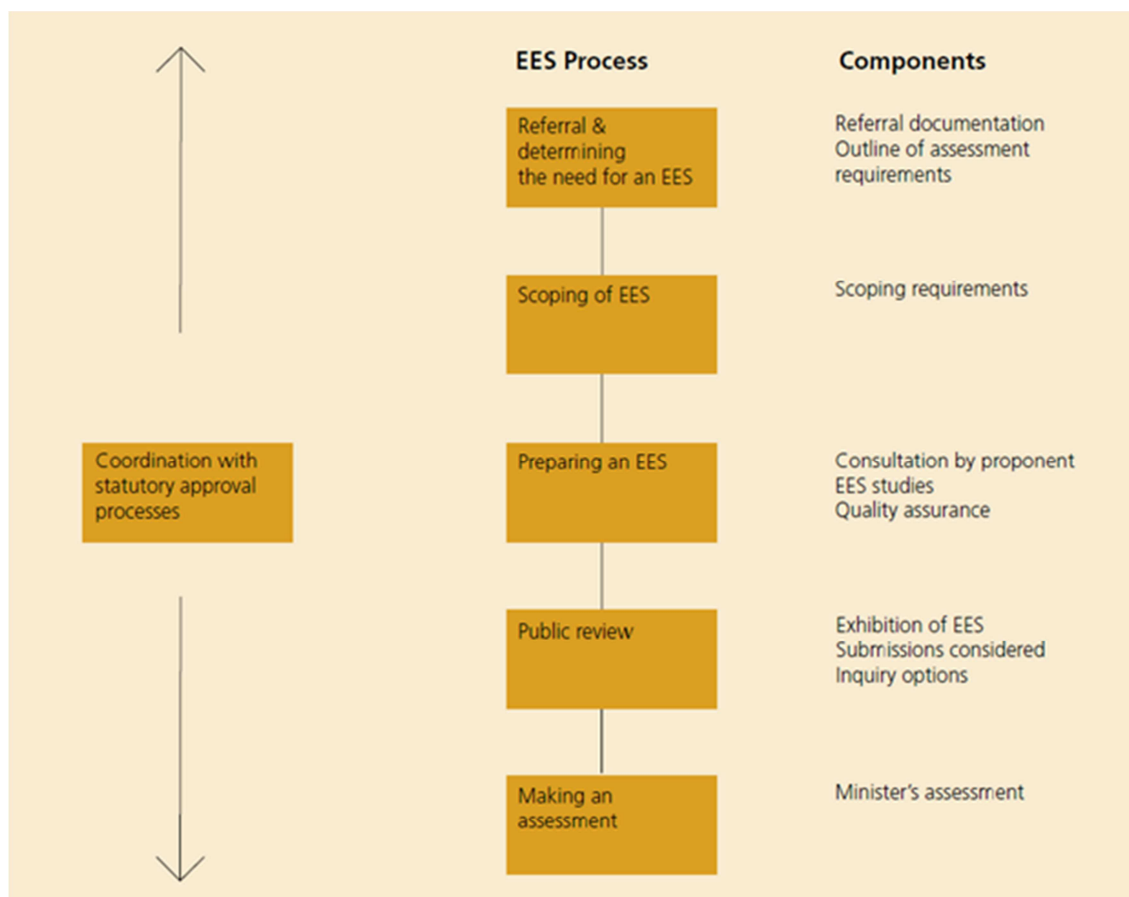 EES Process
Components
Referral &
determining
the need for an EES
Referral documentation
Outline of assessment
requirements
Scoping of EES
Scoping requirements
Coordination with
statutory approval
processes
Preparing an EES
Consultation by proponent
EES studies
Quality assurance
Public review
Exhibition of EES
Submissions considered
Inquiry options
Making an
assessment
Minister’s assessment